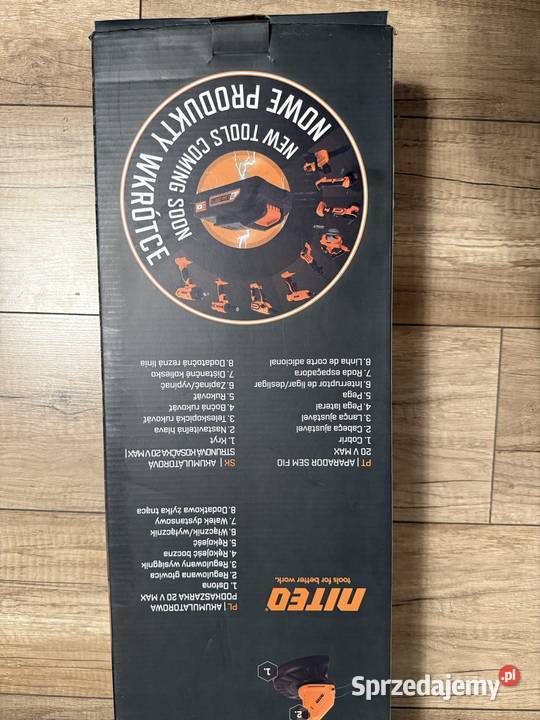 NITEO®
tools for better work.
1.
2.
PL | AKUMULATOROWA
PODKASZARKA 20 V MAX
1. Osłona
2. Regulowana głowica
3. Regulowany wysięgnik
4. Rękojeść boczna
5. Rękojeść
6. Włącznik/wyłącznik
7. Wałek dystansowy
8. Dodatkowa żyłka tnąca
PT | APARADOR SEM FIO
20 V MAX
1. Cobrir
2. Cabeça ajustável
3. Lança ajustável
4. Pega lateral
5. Pega
6. Interruptor de ligar/desligar
7. Roda espaçadora
8. Linha de corte adicional
SK | AKUMULATOROVÁ
STRUNOVÁ KOSAČKA 20 V MAX |
1. Kryt
2. Nastaviteľná hlava
3. Teleskopická rukoväť
4. Bočná rukoväť
5. Rukoväť
6. Zapínač/vypínač
7. Dištančné koliesko
8. Dodatočná rezná línia
NOWE PRODUKTY WKRÓTCE
NEW TOOLS COMING SOON
Sprzedajemy.pl